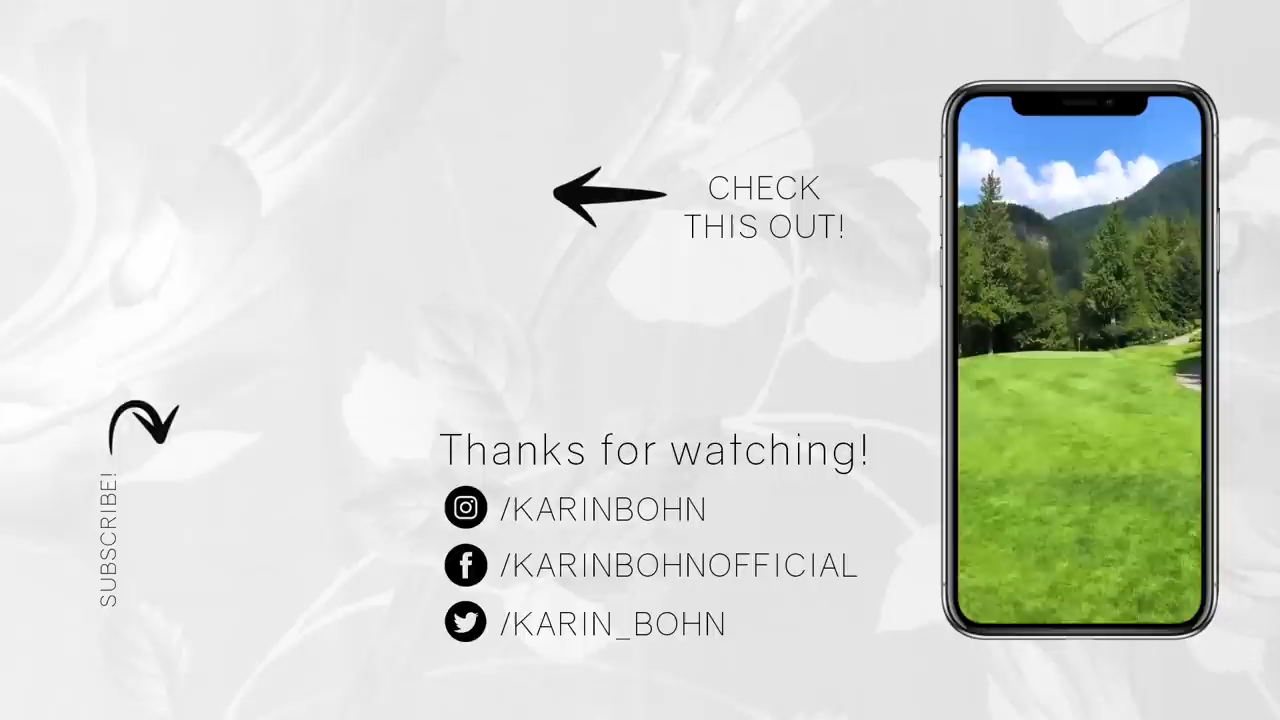 CHECK
THIS OUT!
Thanks for watching!
/KARINBOHN
/KARINBOHNOFFICIAL
/KARIN_BOHN
SUBSCRIBE!